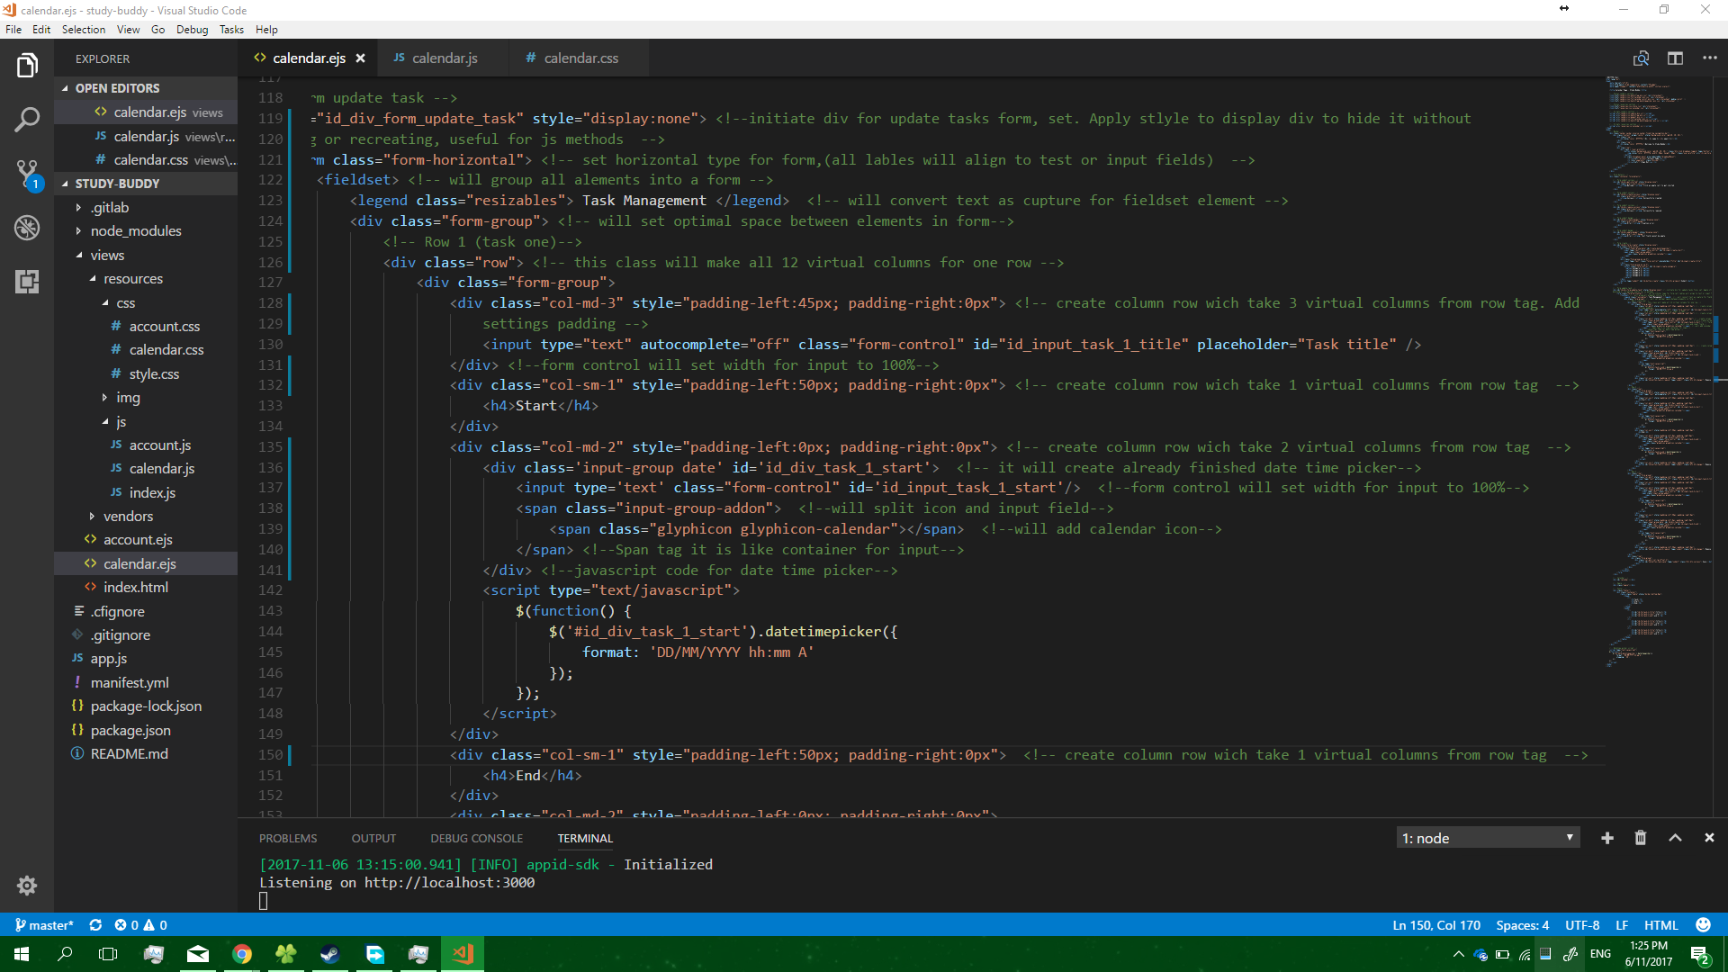 calendar.ejs - study-buddy - Visual Studio Code
File Edit Selection View Go Debug Tasks Help
EXPLORER
OPEN EDITORS
calendar.ejs views
calendar.js views\r...
calendar.css views\...
1
STUDY-BUDDY
.gitlab
node_modules
views
resources
css
account.css
calendar.css
style.css
img
js
account.js
calendar.js
index.js
vendors
account.ejs
calendar.ejs
index.html
.cfignore
.gitignore
app.js
manifest.yml
package-lock.json
package.json
README.md
calendar.ejs calendar.js calendar.css
117
118 rm update task -->
119 ="id_div_form_update_task" style="display:none"> <!--initiate div for update tasks form, set. Apply stlyle to display div to hide it without
120 g or recreating, useful for js methods -->
121 rm class="form-horizontal"> <!-- set horizontal type for form,(all lables will align to test or input fields) -->
122 <fieldset> <!-- will group all alements into a form -->
123 <legend class="resizables"> Task Management </legend> <!-- will convert text as cupture for fieldset element -->
124 <div class="form-group"> <!-- will set optimal space between elements in form-->
125 <!-- Row 1 (task one)-->
126 <div class="row"> <!-- this class will make all 12 virtual columns for one row -->
127 <div class="form-group">
128 <div class="col-md-3" style="padding-left:45px; padding-right:0px"> <!-- create column row wich take 3 virtual columns from row tag. Add
129 settings padding -->
130 <input type="text" autocomplete="off" class="form-control" id="id_input_task_1_title" placeholder="Task title" />
131 </div> <!--form control will set width for input to 100%-->
132 <div class="col-sm-1" style="padding-left:50px; padding-right:0px"> <!-- create column row wich take 1 virtual columns from row tag -->
133 <h4>Start</h4>
134 </div>
135 <div class="col-md-2" style="padding-left:0px; padding-right:0px"> <!-- create column row wich take 2 virtual columns from row tag -->
136 <div class='input-group date' id='id_div_task_1_start'> <!-- it will create already finished date time picker-->
137 <input type='text' class="form-control" id='id_input_task_1_start'/> <!--form control will set width for input to 100%-->
138 <span class="input-group-addon"> <!--will split icon and input field-->
139 <span class="glyphicon glyphicon-calendar"></span> <!--will add calendar icon-->
140 </span> <!--Span tag it is like container for input-->
141 </div> <!--javascript code for date time picker-->
142 <script type="text/javascript">
143 $(function() {
144 $('#id_div_task_1_start').datetimepicker({
145 format: 'DD/MM/YYYY hh:mm A'
146 });
147 });
148 </script>
149 </div>
150 <div class="col-sm-1" style="padding-left:50px; padding-right:0px"> <!-- create column row wich take 1 virtual columns from row tag -->
151 <h4>End</h4>
152 </div>
153 <div class="col-md-2" style="padding-left:0px; padding-right:0px">
PROBLEMS OUTPUT DEBUG CONSOLE TERMINAL 1: node
[2017-11-06 13:15:00.941] [INFO] appid-sdk - Initialized
Listening on http://localhost:3000
master* 0 0 Ln 150, Col 170 Spaces: 4 UTF-8 LF HTML
ENG 1:25 PM
6/11/2017
2